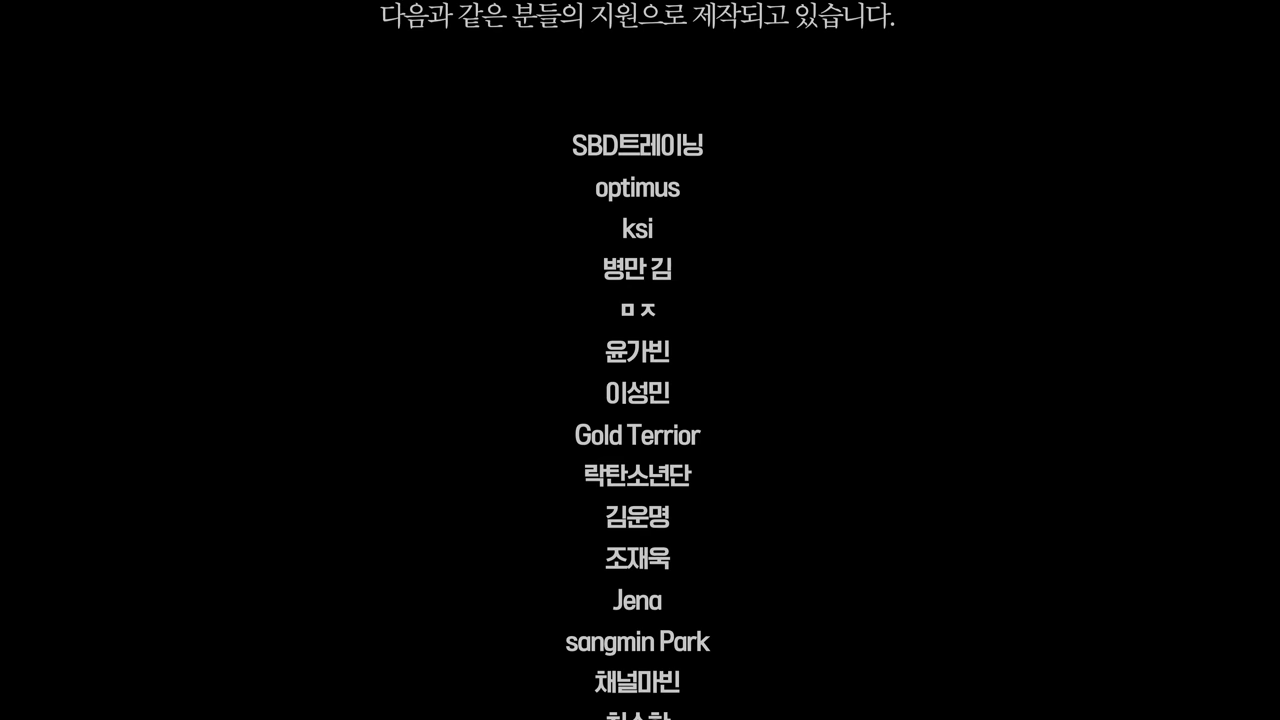 다음과 같은 분들의 지원으로 제작되고 있습니다.
SBD트레이닝
optimus
ksi
병만 김
ㅁ ㅈ
윤가빈
이성민
Gold Terrior
락탄소년단
김운명
조재욱
Jena
sangmin Park
채널마빈